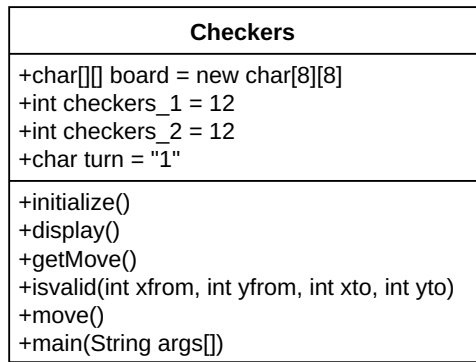 Checkers
+char[][] board = new char[8][8]
+int checkers_1 = 12
+int checkers_2 = 12
+char turn = "1"
+initialize()
+display()
+getMove()
+isvalid(int xfrom, int yfrom, int xto, int yto)
+move()
+main(String args[])